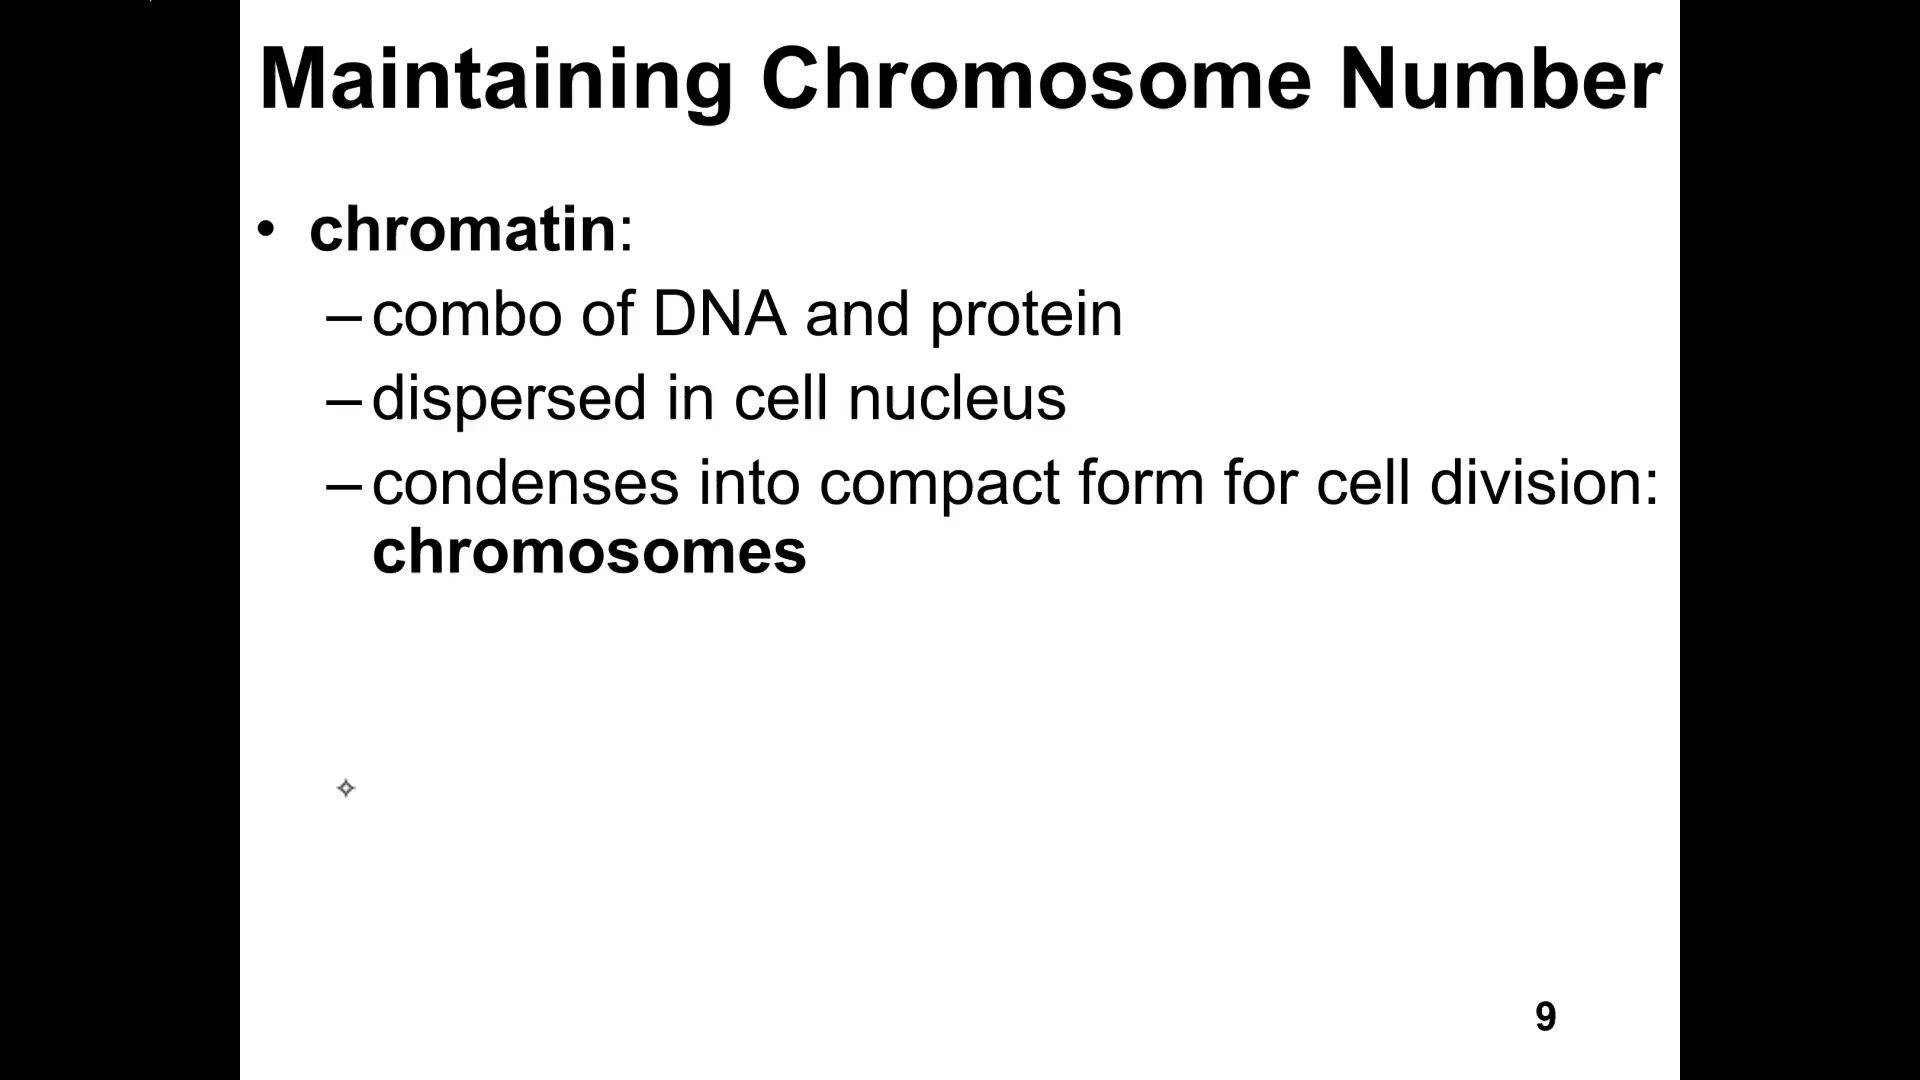 Maintaining Chromosome Number
• chromatin:
– combo of DNA and protein
– dispersed in cell nucleus
– condenses into compact form for cell division:
chromosomes
9